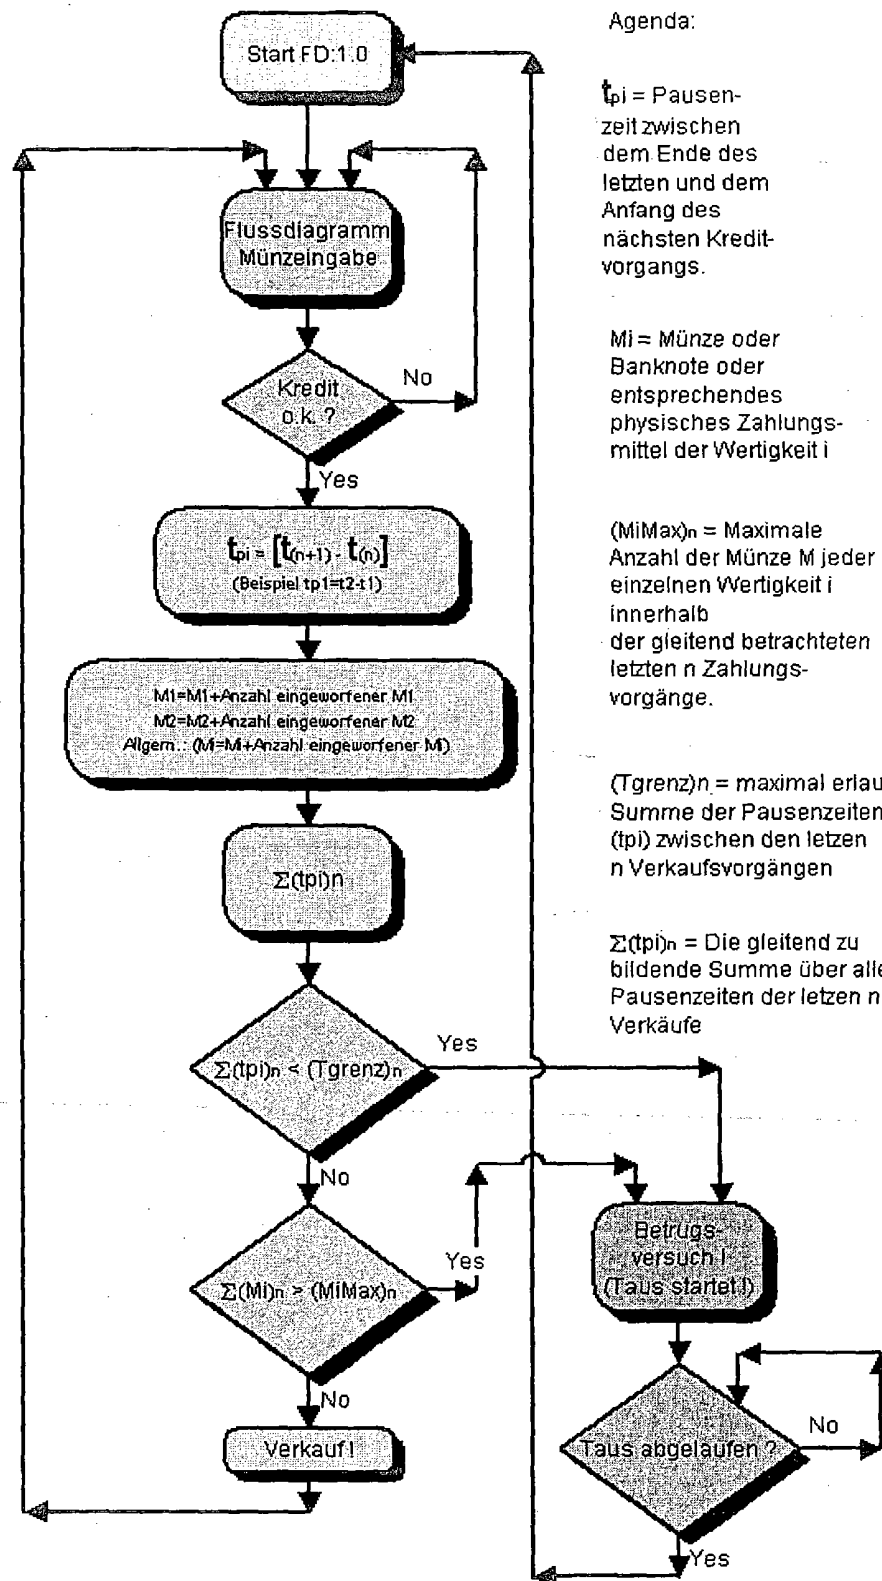 Start FD:1.0
Flussdiagramm
Münzeingabe
Kredit
o.k. ?
No
Yes
tpi = [t(n+1) - t(n)]
(Beispiel tp1=t2-t1)
M1=M1+Anzahl eingeworfener M1
M2=M2+Anzahl eingeworfener M2
Allgem.: (Mi=Mi+Anzahl eingeworfener Mi)
Σ(tpi)n
Σ(tpi)n < (Tgrenz)n
Yes
No
Σ(Mi)n > (MiMax)n
Yes
No
Verkauf !
Betrugs-
versuch !
(Taus startet !)
Taus abgelaufen ?
No
Yes
Agenda:
tpi = Pausen-
zeit zwischen
dem Ende des
letzten und dem
Anfang des
nächsten Kredit-
vorgangs.
Mi = Münze oder
Banknote oder
entsprechendes
physisches Zahlungs-
mittel der Wertigkeit i
(MiMax)n = Maximale
Anzahl der Münze M jeder
einzelnen Wertigkeit i
innerhalb
der gleitend betrachteten
letzten n Zahlungs-
vorgänge.
(Tgrenz)n = maximal erlau
Summe der Pausenzeiten
(tpi) zwischen den letzen
n Verkaufsvorgängen
Σ(tpi)n = Die gleitend zu
bildende Summe über alle
Pausenzeiten der letzen n
Verkäufe